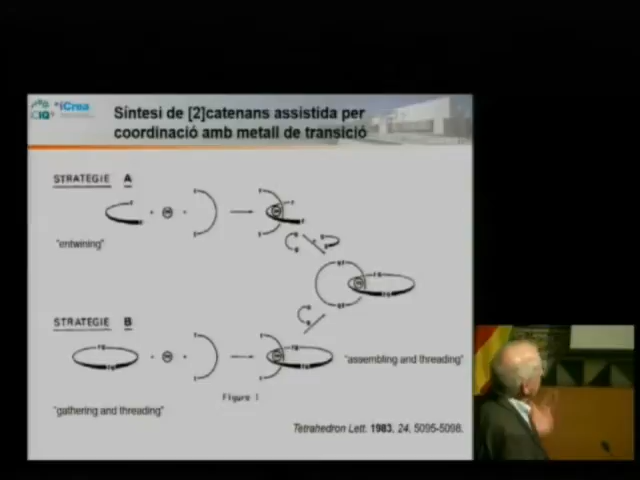 ICIQ
iCrea
Síntesi de [2]catenans assistida per
coordinació amb metall de transició
STRATEGIE A
"entwining"
STRATEGIE B
"assembling and threading"
Figure 1
"gathering and threading"
Tetrahedron Lett. 1983, 24, 5095-5098.